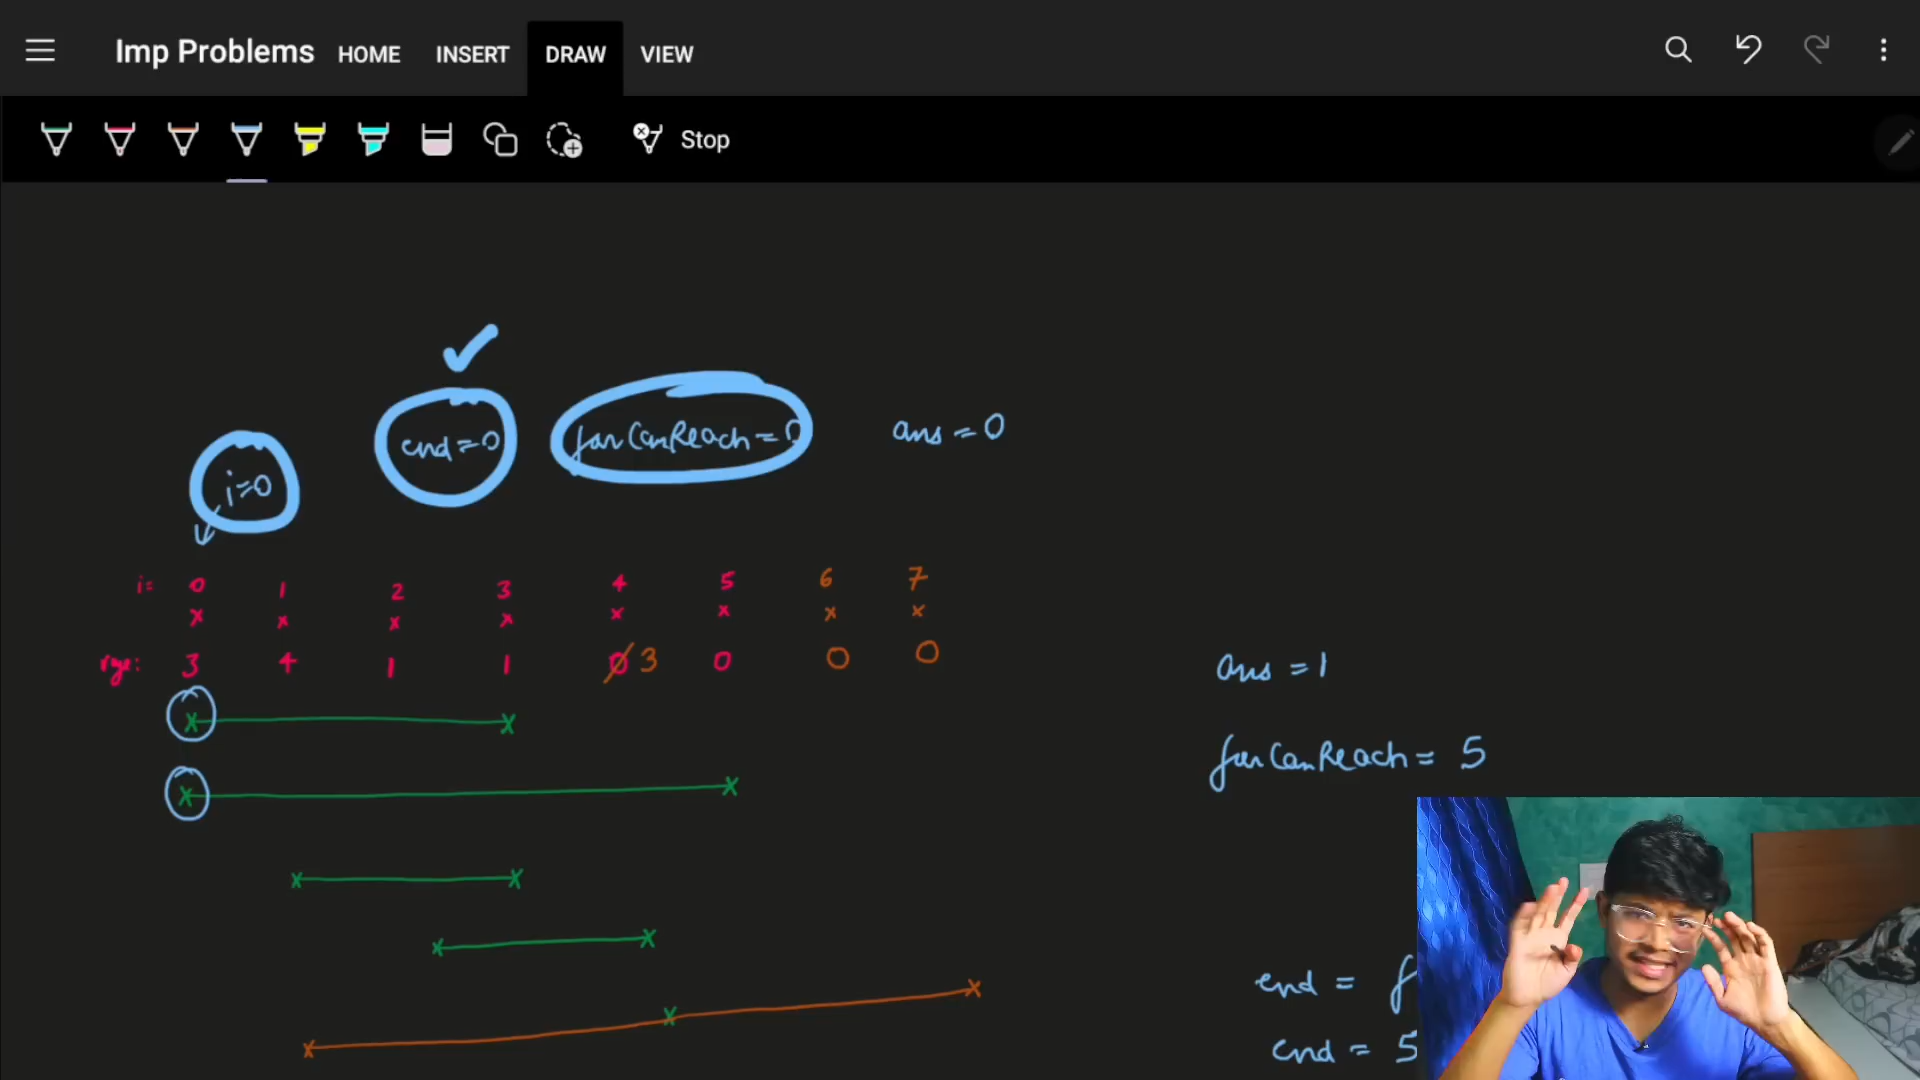 Imp Problems HOME INSERT DRAW VIEW
Stop
end=0 farCanReach=0 ans=0
i=0
i= 0 1 2 3 4 5 6 7
x x x x x x x x
rge: 3 4 1 1 0 3 0 0 0
ans = 1
farCanReach = 5
end = f
end = 5